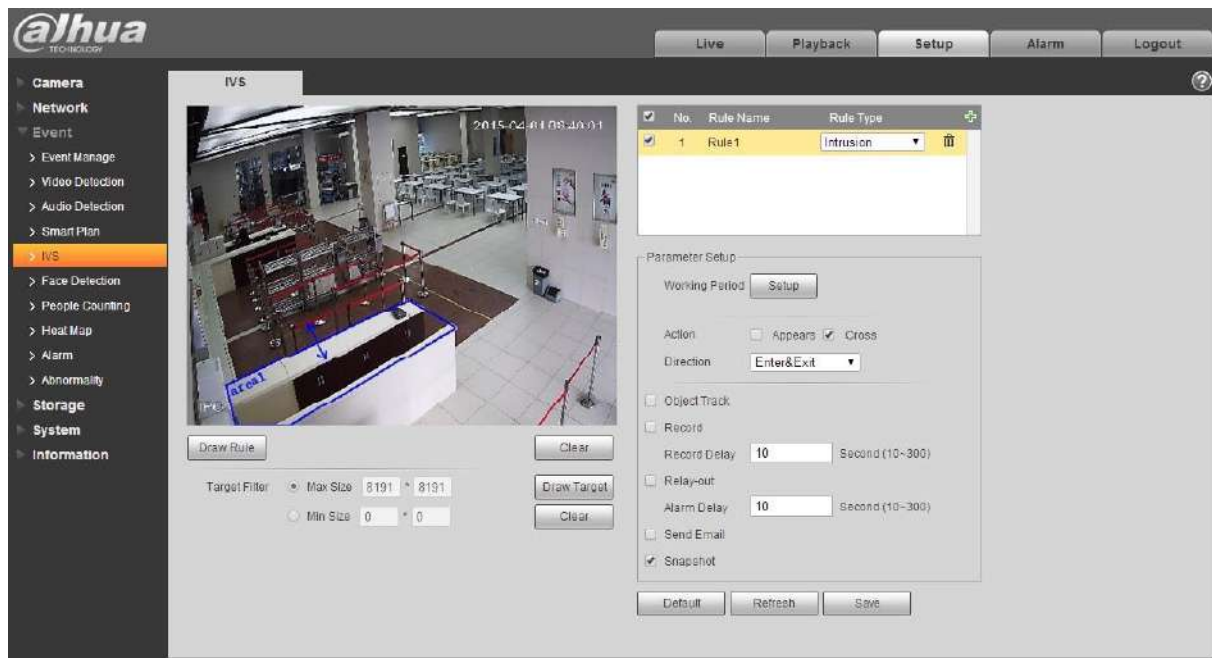 alhua
TECHNOLOGY
Live Playback Setup Alarm Logout
Camera
Network
Event
> Event Manage
> Video Detection
> Audio Detection
> Smart Plan
> IVS
> Face Detection
> People Counting
> Heat Map
> Alarm
> Abnormality
Storage
System
Information
IVS
?
area1
IPC
Draw Rule Clear
Target Filter Max Size 8191 * 8191 Draw Target
Min Size 0 * 0 Clear
No. Rule Name Rule Type
1 Rule1 Intrusion
Parameter Setup
Working Period Setup
Action Appears Cross
Direction Enter&Exit
Object Track
Record
Record Delay 10 Second (10~300)
Relay-out
Alarm Delay 10 Second (10~300)
Send Email
Snapshot
Default Refresh Save